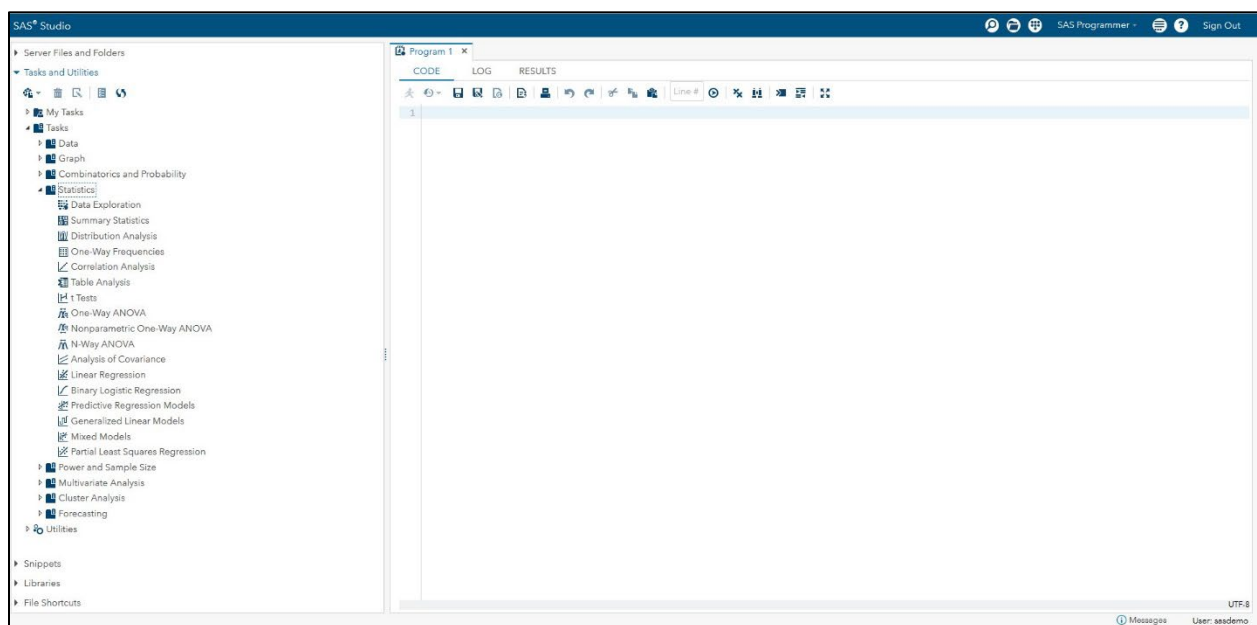 SAS® Studio
SAS Programmer
Sign Out
Server Files and Folders
Tasks and Utilities
My Tasks
Tasks
Data
Graph
Combinatorics and Probability
Statistics
Data Exploration
Summary Statistics
Distribution Analysis
One-Way Frequencies
Correlation Analysis
Table Analysis
t Tests
One-Way ANOVA
Nonparametric One-Way ANOVA
N-Way ANOVA
Analysis of Covariance
Linear Regression
Binary Logistic Regression
Predictive Regression Models
Generalized Linear Models
Mixed Models
Partial Least Squares Regression
Power and Sample Size
Multivariate Analysis
Cluster Analysis
Forecasting
Utilities
Snippets
Libraries
File Shortcuts
Program 1
CODE LOG RESULTS
Line #
1
UTF-8
Messages User: sasdemo